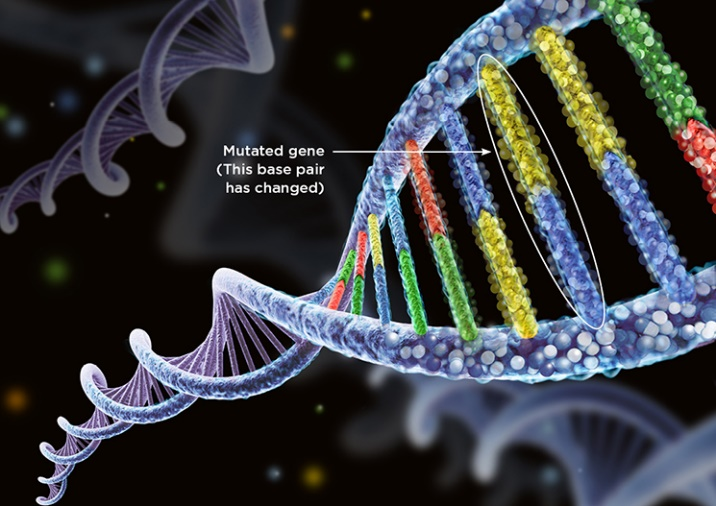 Mutated gene
(This base pair
has changed)